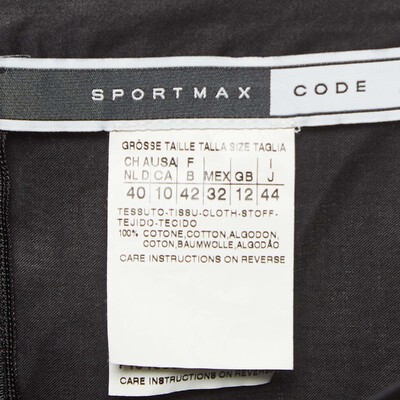 SPORTMAX CODE
GRÖSSE TAILLE TALLA SIZE TAGLIA
CH AUSA F I
NL D CA B MEX GB J
40 10 42 32 12 44
TESSUTO-TISSU-CLOTH-STOFF-
TEJIDO-TECIDO
100% COTONE,COTTON,ALGODON,
COTON,BAUMWOLLE,ALGODÃO
CARE INSTRUCTIONS ON REVERSE
CARE INSTRUCTIONS ON REVERSE